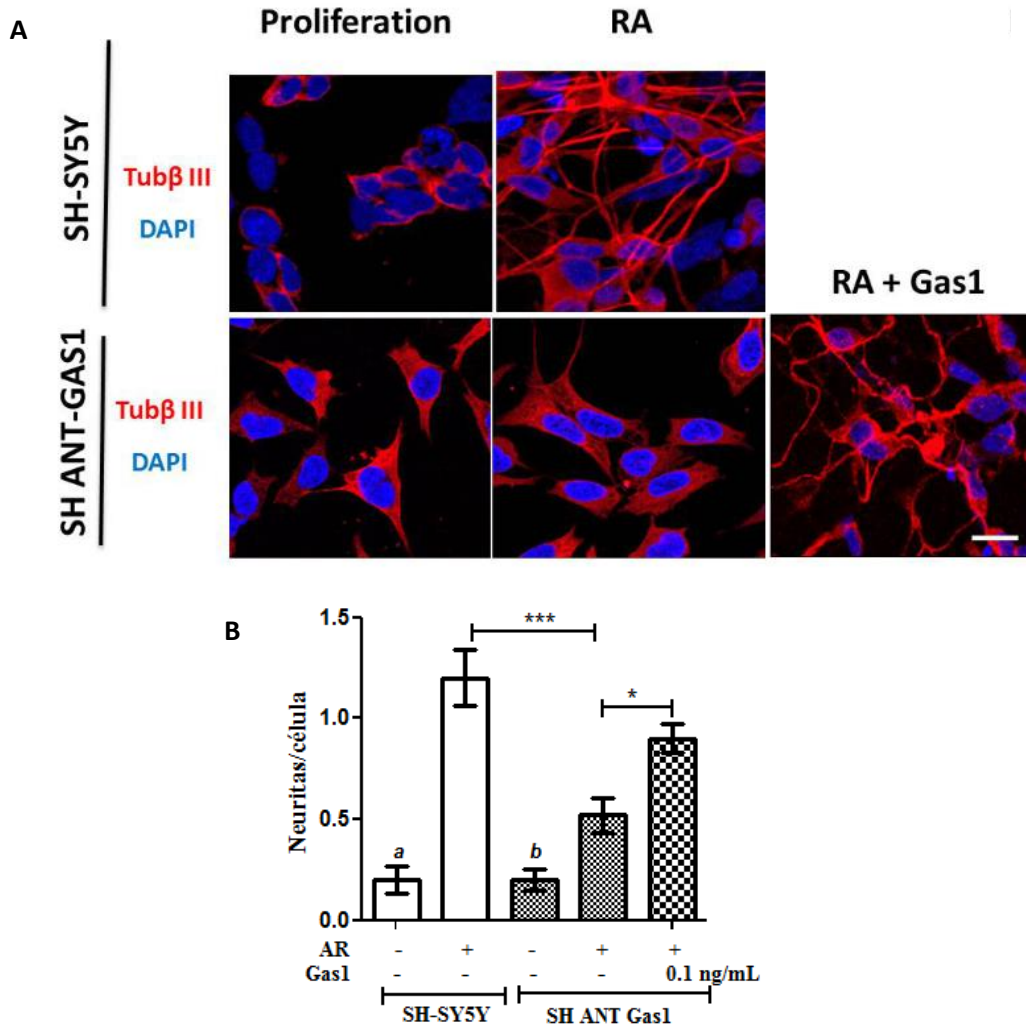 A
Proliferation
RA
SH-SY5Y
Tubβ III
DAPI
RA + Gas1
SH ANT-GAS1
Tubβ III
DAPI
B
Neuritas/célula
1.5
1.0
0.5
0.0
***
*
a
b
AR - + - + +
Gas1 - - - - 0.1 ng/mL
SH-SY5Y SH ANT Gas1